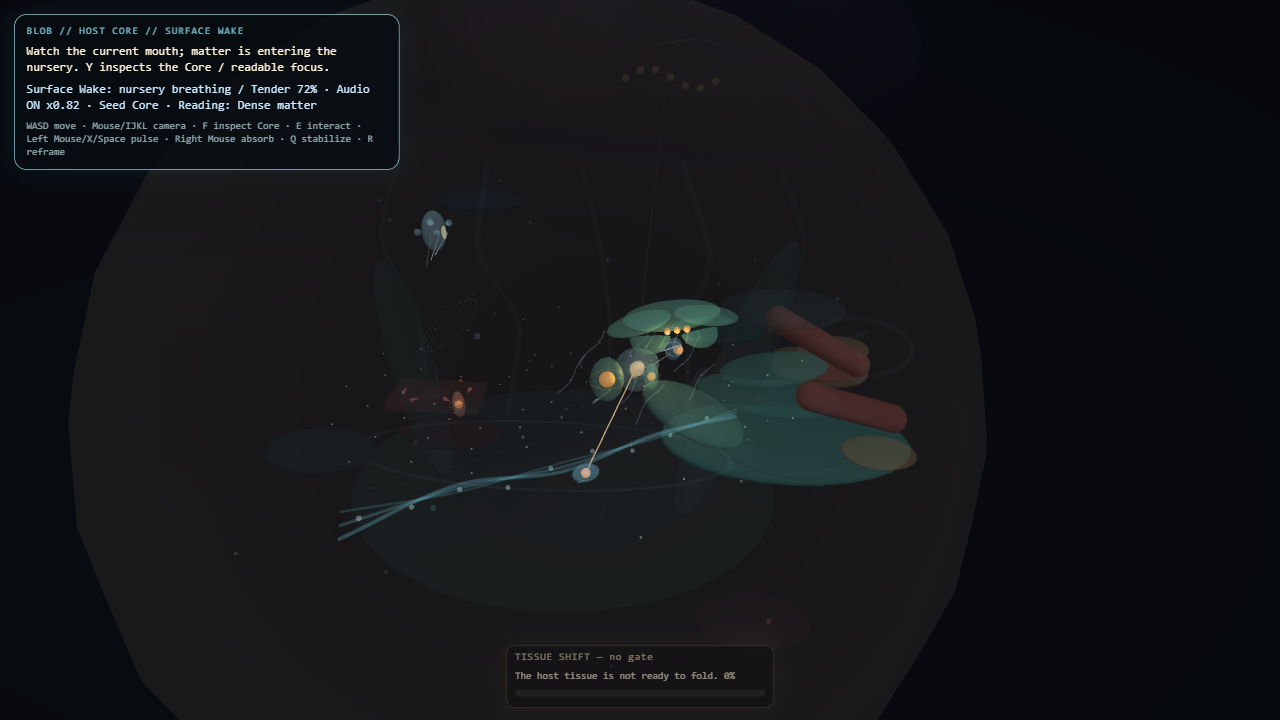 BLOB // HOST CORE // SURFACE WAKE
Watch the current mouth; matter is entering the
nursery. Y inspects the Core / readable focus.
Surface Wake: nursery breathing / Tender 72% · Audio
ON x0.82 · Seed Core · Reading: Dense matter
WASD move · Mouse/IJKL camera · F inspect Core · E interact ·
Left Mouse/X/Space pulse · Right Mouse absorb · Q stabilize · R
reframe
TISSUE SHIFT — no gate
The host tissue is not ready to fold. 0%